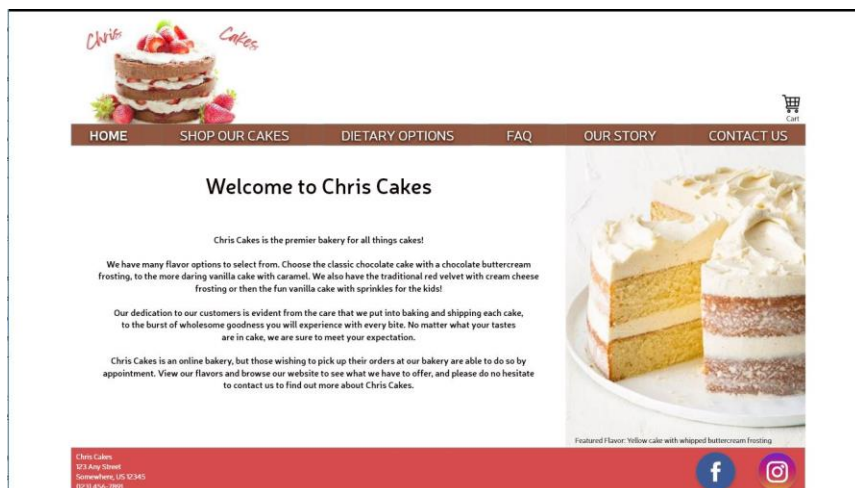 Chris Cakes
Cart
HOME SHOP OUR CAKES DIETARY OPTIONS FAQ OUR STORY CONTACT US
Welcome to Chris Cakes
Chris Cakes is the premier bakery for all things cakes!
We have many flavor options to select from. Choose the classic chocolate cake with a chocolate buttercream
frosting, to the more daring vanilla cake with caramel. We also have the traditional red velvet with cream cheese
frosting or then the fun vanilla cake with sprinkles for the kids!
Our dedication to our customers is evident from the care that we put into baking and shipping each cake,
to the burst of wholesome goodness you will experience with every bite. No matter what your tastes
are in cake, we are sure to meet your expectation.
Chris Cakes is an online bakery, but those wishing to pick up their orders at our bakery are able to do so by
appointment. View our flavors and browse our website to see what we have to offer, and please do no hesitate
to contact us to find out more about Chris Cakes.
Featured Flavor: Yellow cake with whipped buttercream frosting
Chris Cakes
123 Any Street
Somewhere, US 12345
(123) 456-7891